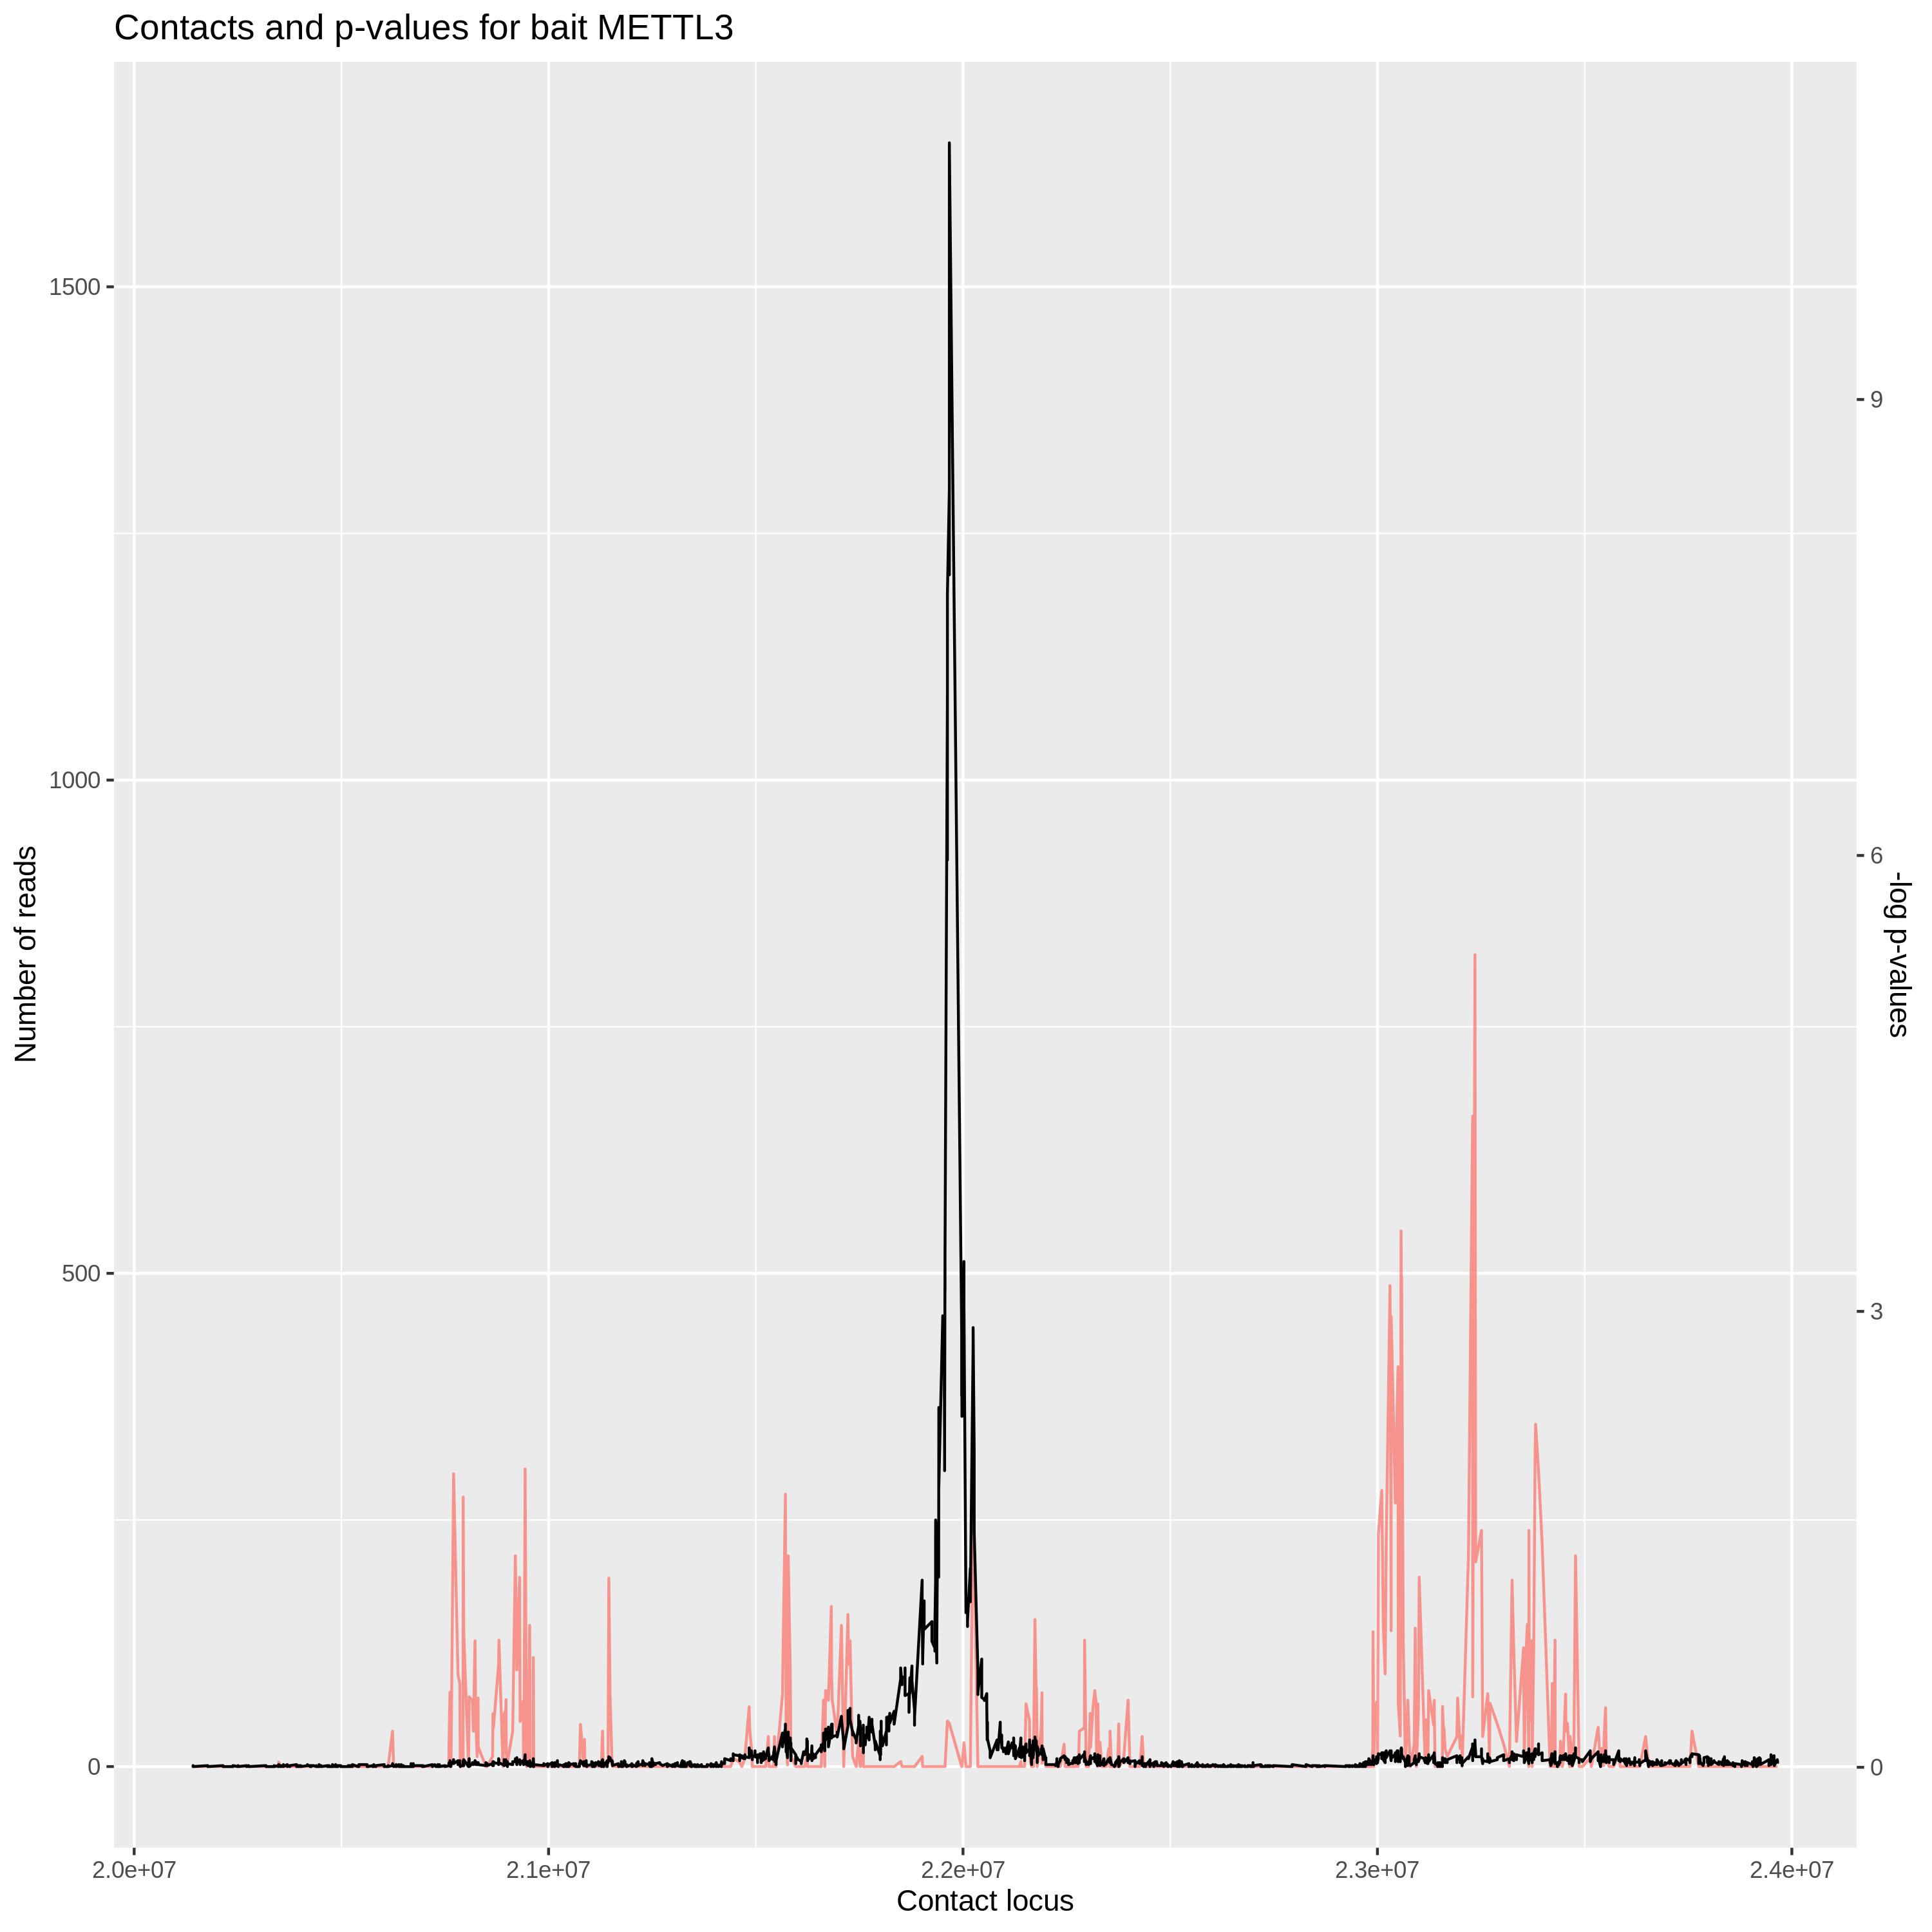 Contacts and p-values for bait METTL3
1500
1000
500
0
Number of reads
9
6
3
0
-log p-values
2.0e+07
2.1e+07
2.2e+07
2.3e+07
2.4e+07
Contact locus